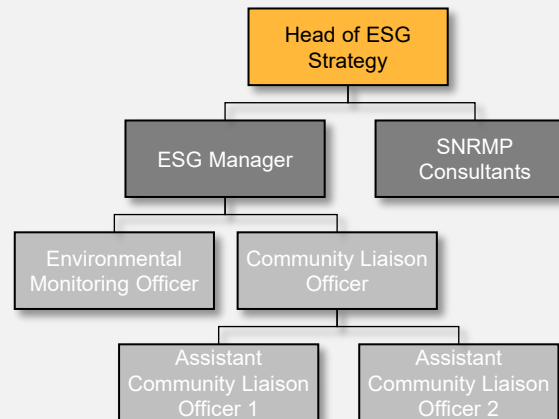 Head of ESG
Strategy
ESG Manager
SNRMP
Consultants
Environmental
Monitoring Officer
Community Liaison
Officer
Assistant
Community Liaison
Officer 1
Assistant
Community Liaison
Officer 2